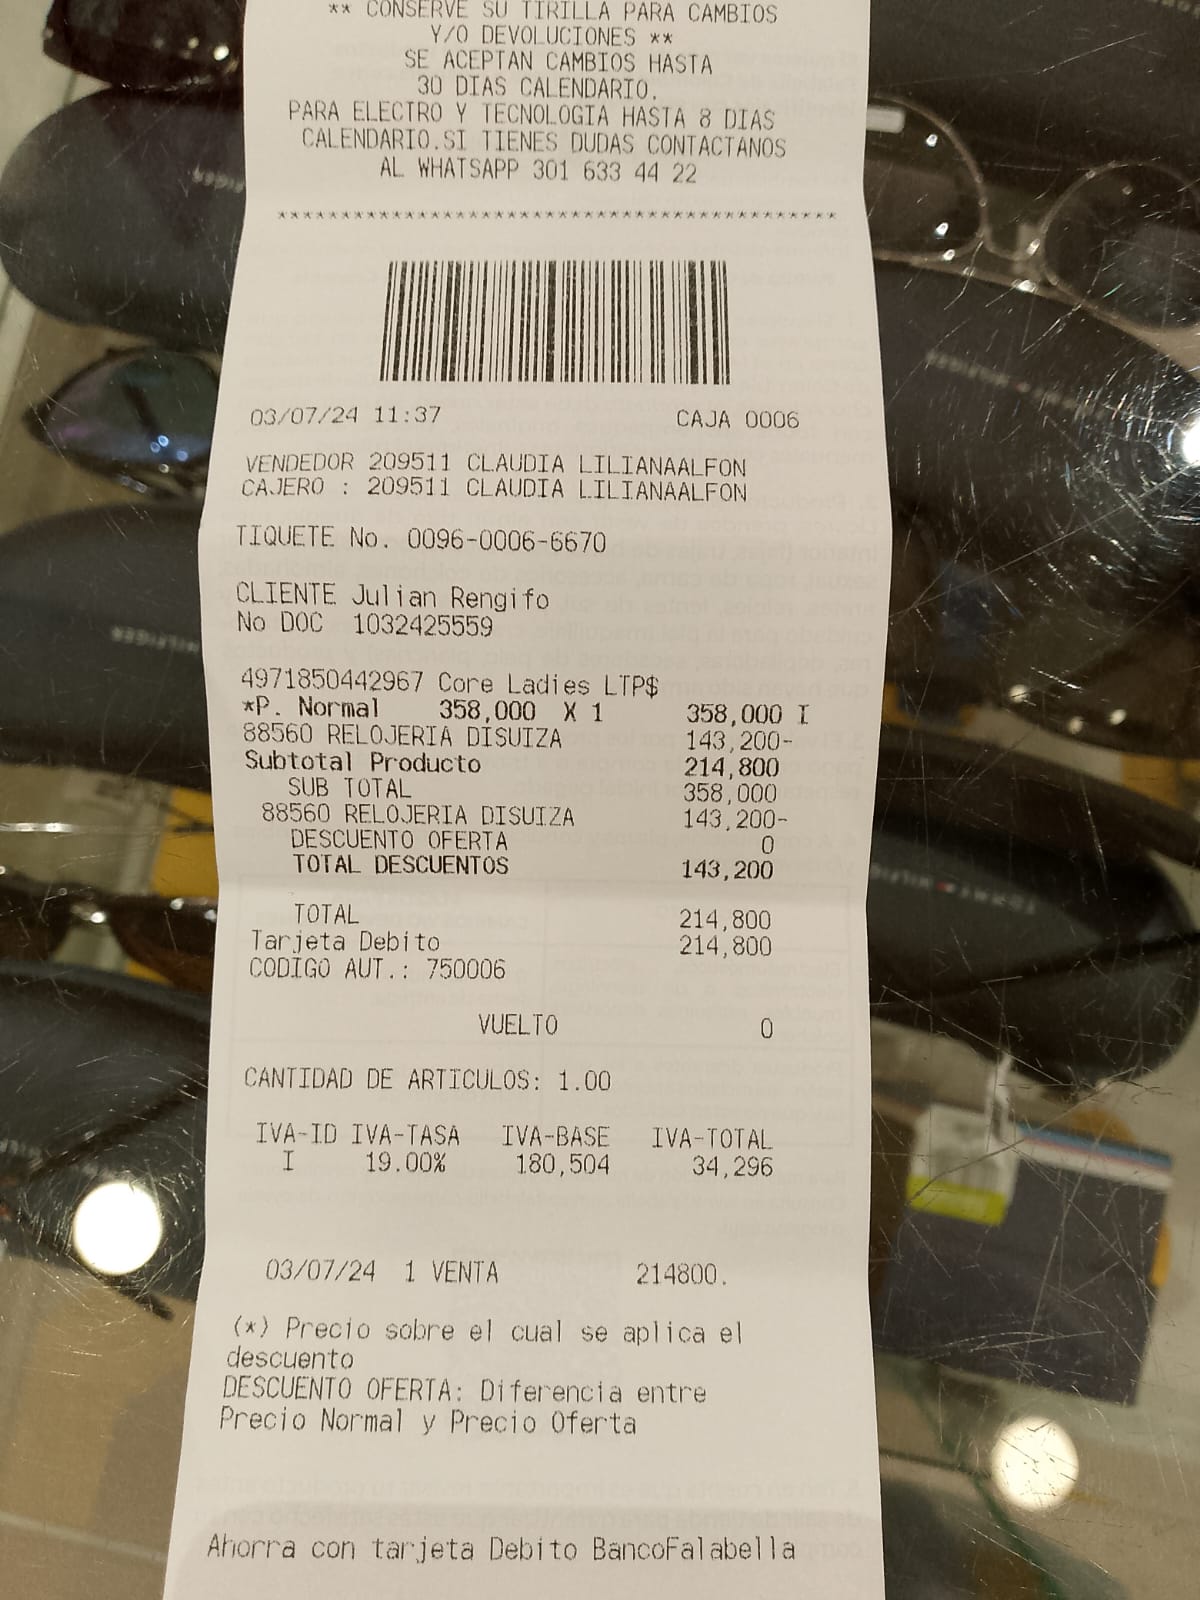 ** CONSERVE SU TIRILLA PARA CAMBIOS
Y/O DEVOLUCIONES **
SE ACEPTAN CAMBIOS HASTA
30 DIAS CALENDARIO.
PARA ELECTRO Y TECNOLOGIA HASTA 8 DIAS
CALENDARIO.SI TIENES DUDAS CONTACTANOS
AL WHATSAPP 301 633 44 22
*******************************************
03/07/24 11:37 CAJA 0006
VENDEDOR 209511 CLAUDIA LILIANAALFON
CAJERO : 209511 CLAUDIA LILIANAALFON
TIQUETE No. 0096-0006-6670
CLIENTE Julian Rengifo
No DOC 1032425559
4971850442967 Core Ladies LTP$
*P. Normal 358,000 X 1 358,000 I
88560 RELOJERIA DISUIZA 143,200-
Subtotal Producto 214,800
SUB TOTAL 358,000
88560 RELOJERIA DISUIZA 143,200-
DESCUENTO OFERTA 0
TOTAL DESCUENTOS 143,200
TOTAL 214,800
Tarjeta Debito 214,800
CODIGO AUT.: 750006
VUELTO 0
CANTIDAD DE ARTICULOS: 1.00
IVA-ID IVA-TASA IVA-BASE IVA-TOTAL
I 19.00% 180,504 34,296
03/07/24 1 VENTA 214800.
(*) Precio sobre el cual se aplica el
descuento
DESCUENTO OFERTA: Diferencia entre
Precio Normal y Precio Oferta
Ahorra con tarjeta Debito BancoFalabella